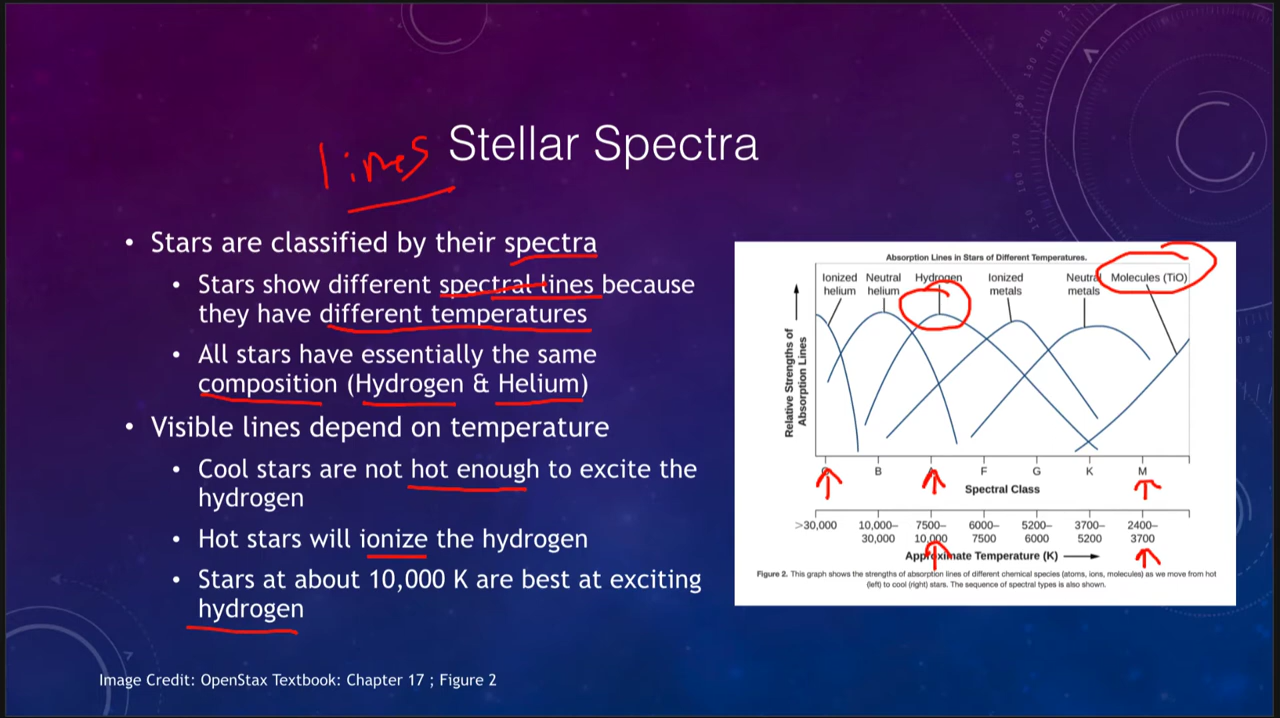 lines Stellar Spectra
• Stars are classified by their spectra
• Stars show different spectral lines because
they have different temperatures
• All stars have essentially the same
composition (Hydrogen & Helium)
• Visible lines depend on temperature
• Cool stars are not hot enough to excite the
hydrogen
• Hot stars will ionize the hydrogen
• Stars at about 10,000 K are best at exciting
hydrogen
Image Credit: OpenStax Textbook: Chapter 17 ; Figure 2
Absorption Lines in Stars of Different Temperatures.
Ionized Neutral Hydrogen Ionized Neutral Molecules (TiO)
helium helium metals metals
Relative Strengths of
Absorption Lines
O B A F G K M
Spectral Class
>30,000 10,000– 7500– 6000– 5200– 3700– 2400–
30,000 10,000 7500 6000 5200 3700
Approximate Temperature (K)
Figure 2. This graph shows the strengths of absorption lines of different chemical species (atoms, ions, molecules) as we move from hot
(left) to cool (right) stars. The sequence of spectral types is also shown.